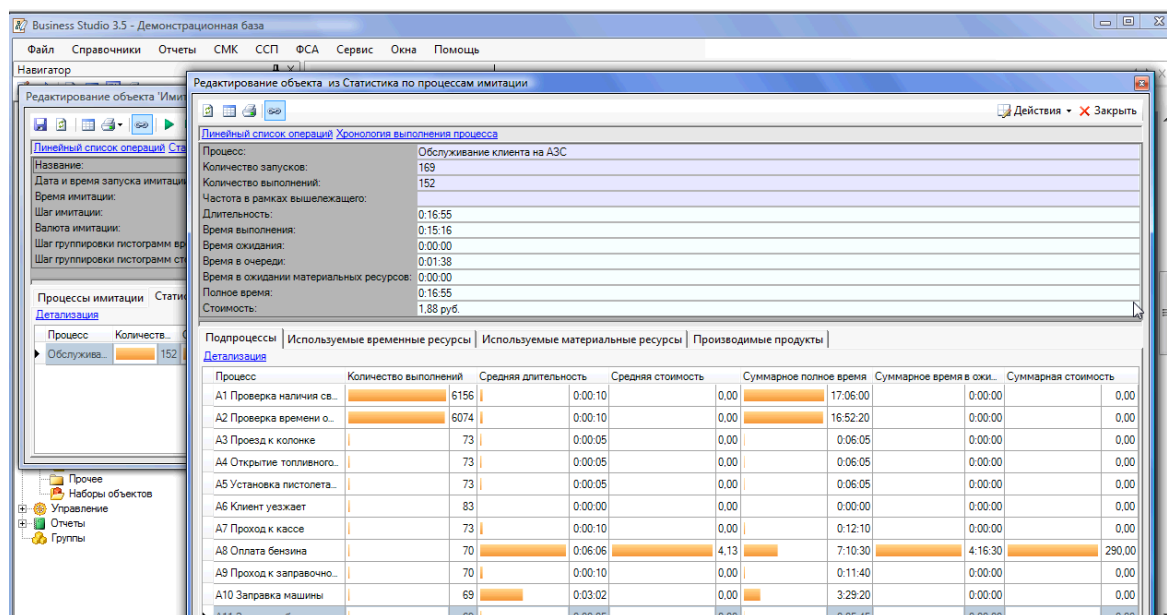 Business Studio 3.5 - Демонстрационная база
Файл Справочники Отчеты СМК ССП ФСА Сервис Окна Помощь
Навигатор
Редактирование объекта 'Имит
Линейный список операций Ста
Название:
Дата и время запуска имитации
Время имитации:
Шаг имитации:
Валюта имитации:
Шаг группировки гистограмм вр
Шаг группировки гистограмм ст
Процессы имитации Статис
Детализация
Процесс Количеств...
Обслужива... 152
Прочее
Наборы объектов
Управление
Отчеты
Группы
Редактирование объекта из Статистика по процессам имитации
Действия Закрыть
Линейный список операций Хронология выполнения процесса
Процесс: Обслуживание клиента на АЗС
Количество запусков: 169
Количество выполнений: 152
Частота в рамках вышележащего:
Длительность: 0:16:55
Время выполнения: 0:15:16
Время ожидания: 0:00:00
Время в очереди: 0:01:38
Время в ожидании материальных ресурсов: 0:00:00
Полное время: 0:16:55
Стоимость: 1,88 руб.
Подпроцессы Используемые временные ресурсы Используемые материальные ресурсы Производимые продукты
Детализация
Процесс Количество выполнений Средняя длительность Средняя стоимость Суммарное полное время Суммарное время в ожи... Суммарная стоимость
A1 Проверка наличия св... 6156 0:00:10 0,00 17:06:00 0:00:00 0,00
A2 Проверка времени о... 6074 0:00:10 0,00 16:52:20 0:00:00 0,00
A3 Проезд к колонке 73 0:00:05 0,00 0:06:05 0:00:00 0,00
A4 Открытие топливного... 73 0:00:05 0,00 0:06:05 0:00:00 0,00
A5 Установка пистолета... 73 0:00:05 0,00 0:06:05 0:00:00 0,00
A6 Клиент уезжает 83 0:00:00 0,00 0:00:00 0:00:00 0,00
A7 Проход к кассе 73 0:00:10 0,00 0:12:10 0:00:00 0,00
A8 Оплата бензина 70 0:06:06 4,13 7:10:30 4:16:30 290,00
A9 Проход к заправочно... 70 0:00:10 0,00 0:11:40 0:00:00 0,00
A10 Заправка машины 69 0:03:02 0,00 3:29:20 0:00:00 0,00